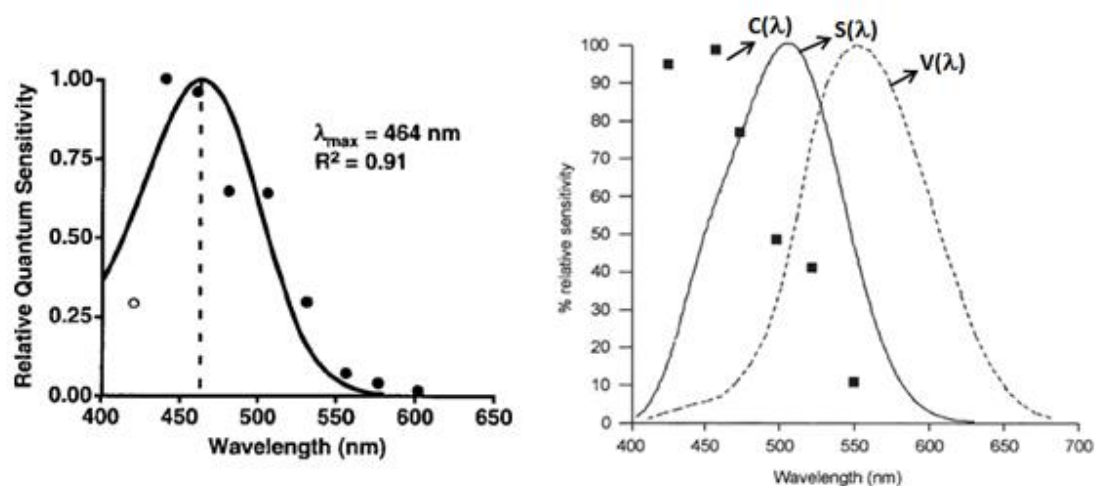 1.00
0.75
0.50
0.25
0.00
Relative Quantum Sensitivity
λmax = 464 nm
R² = 0.91
400 450 500 550 600 650
Wavelength (nm)
C(λ)
S(λ)
V(λ)
100
90
80
70
60
50
40
30
20
10
0
% relative sensitivity
400 450 500 550 600 650 700
Wavelength (nm)